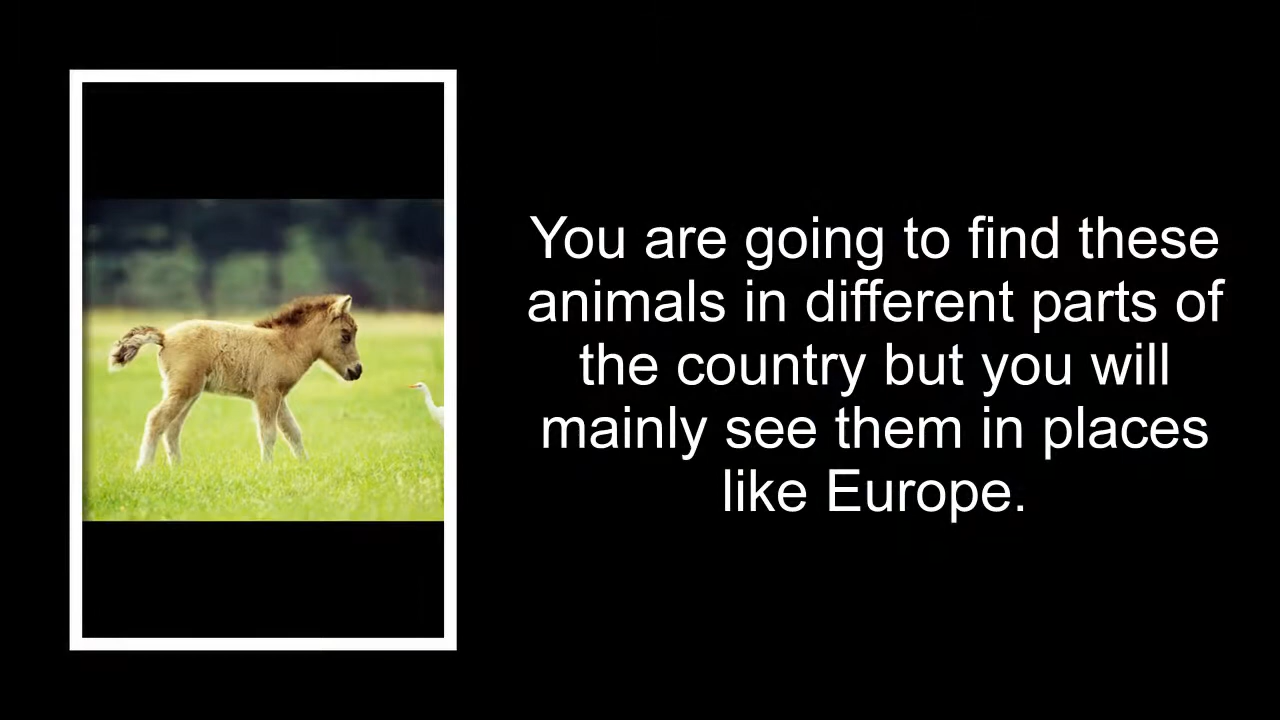 You are going to find these
animals in different parts of
the country but you will
mainly see them in places
like Europe.